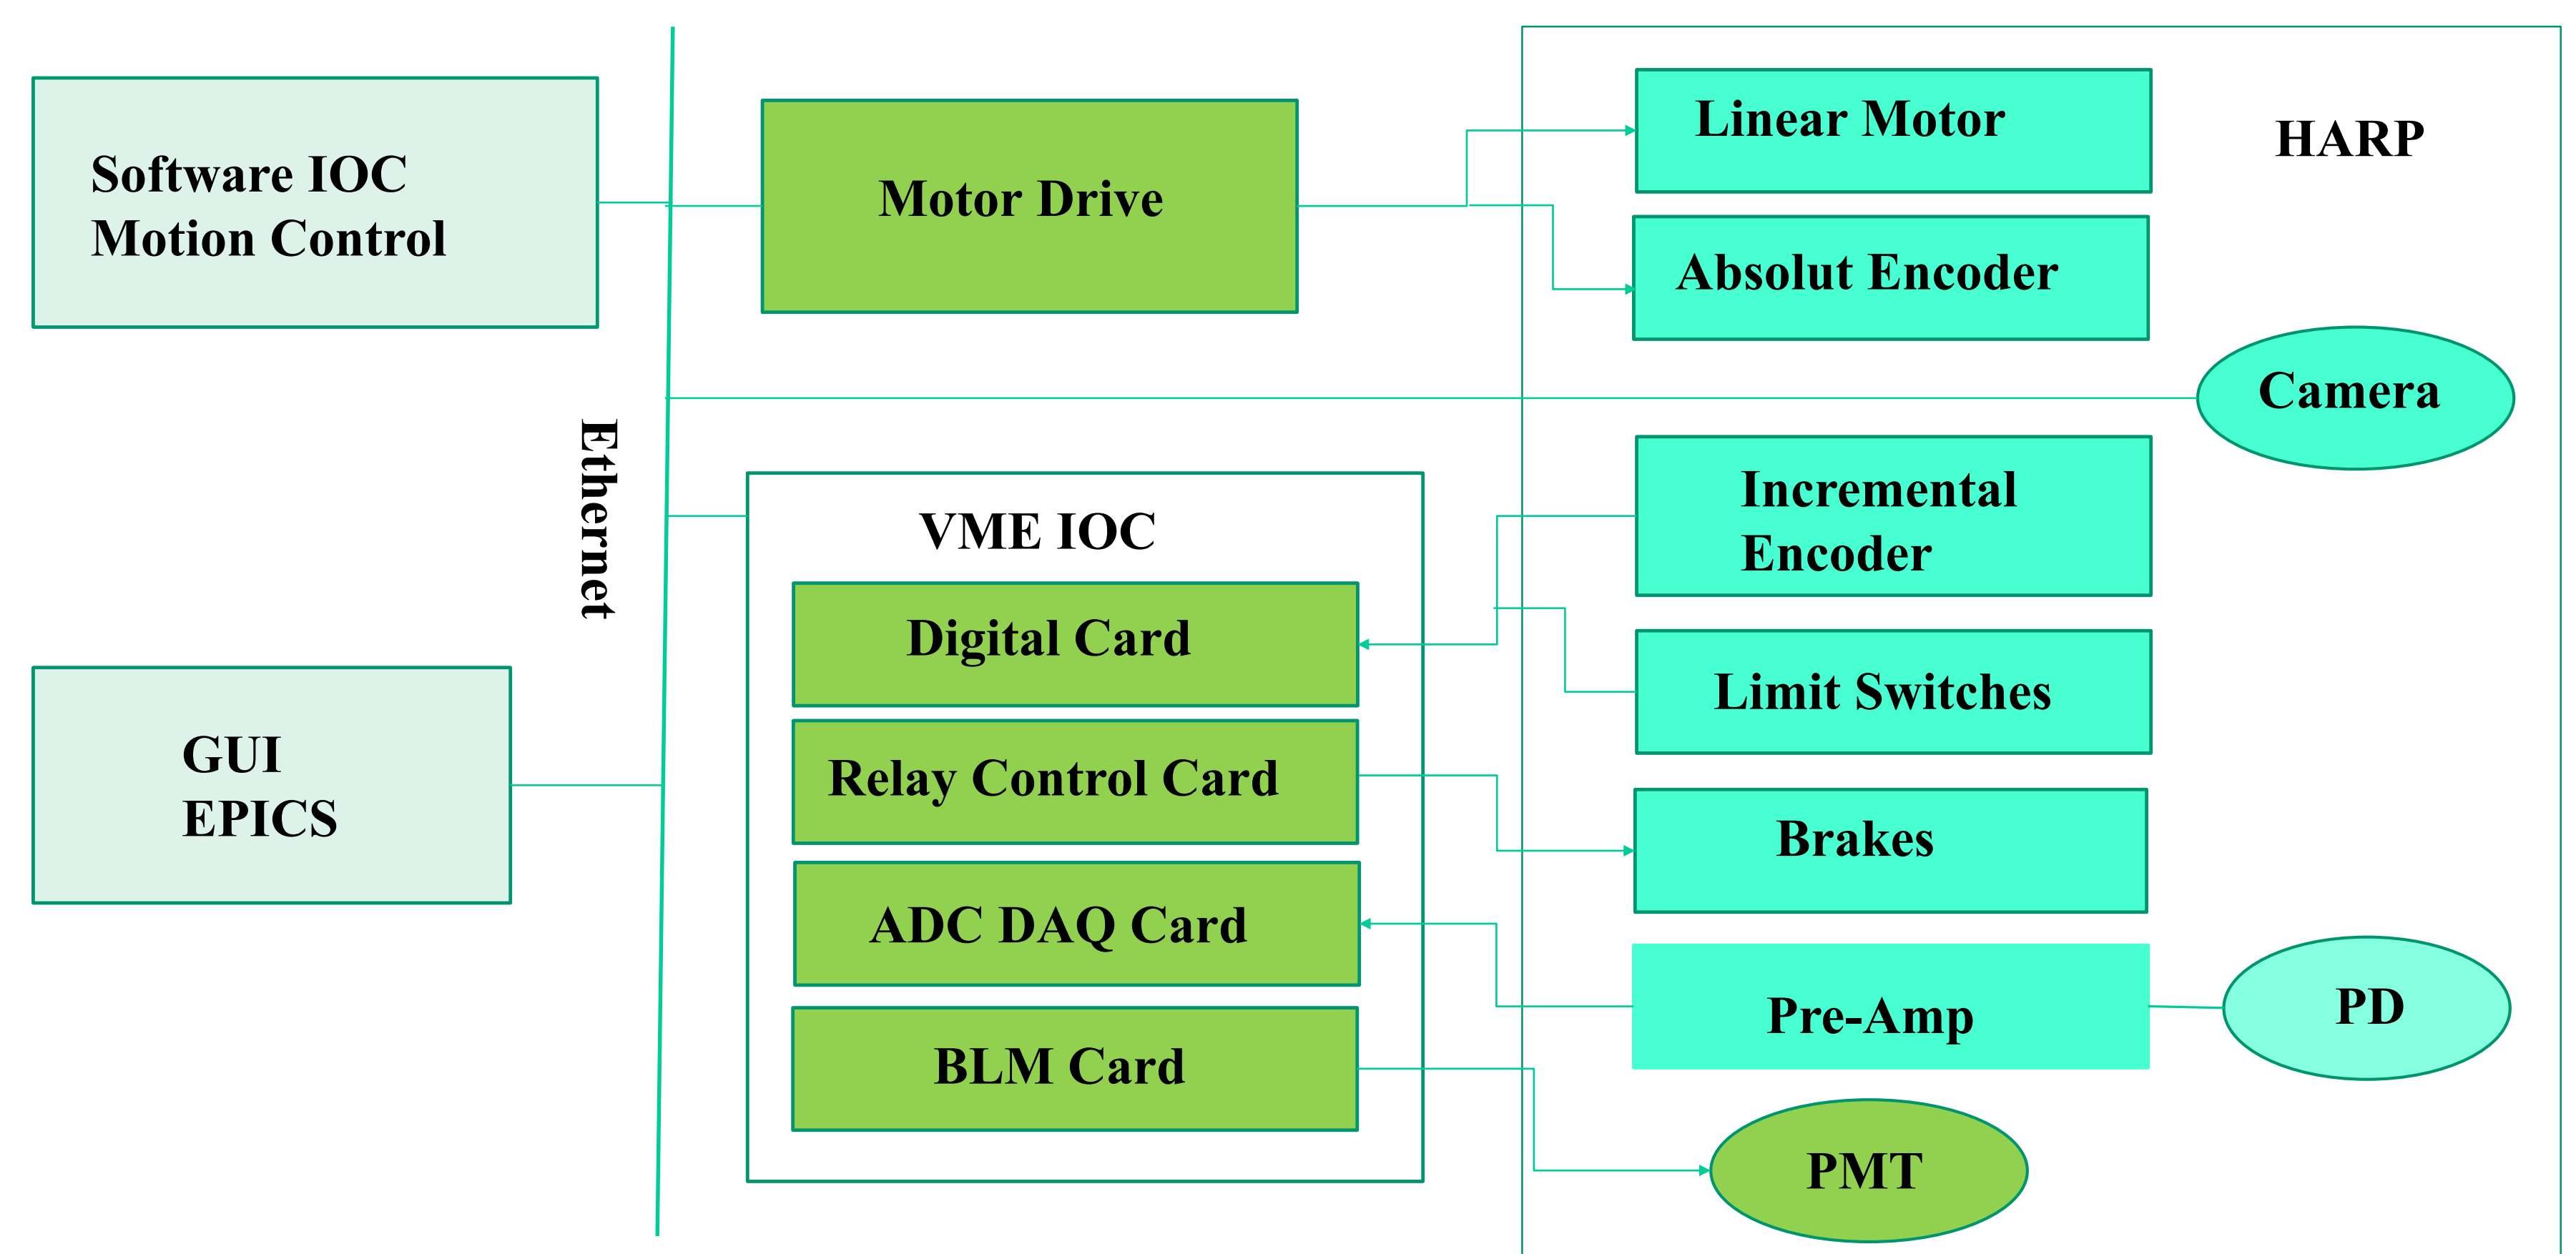 Software IOC
Motion Control
Motor Drive
Linear Motor
HARP
Absolut Encoder
Camera
Ethernet
VME IOC
Incremental
Encoder
Digital Card
Limit Switches
GUI
EPICS
Relay Control Card
Brakes
ADC DAQ Card
Pre-Amp
PD
BLM Card
PMT